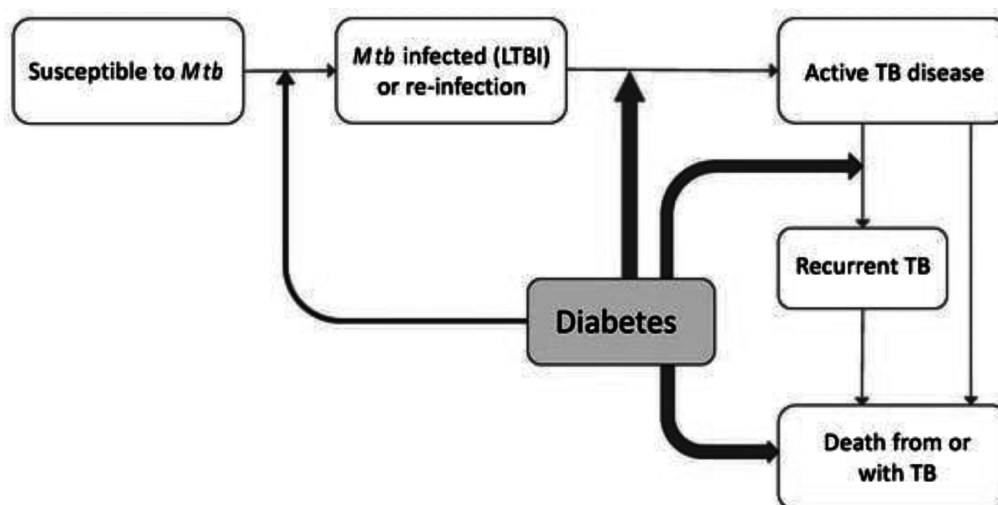 Susceptible to Mtb
Mtb infected (LTBI)
or re-infection
Active TB disease
Recurrent TB
Diabetes
Death from or
with TB